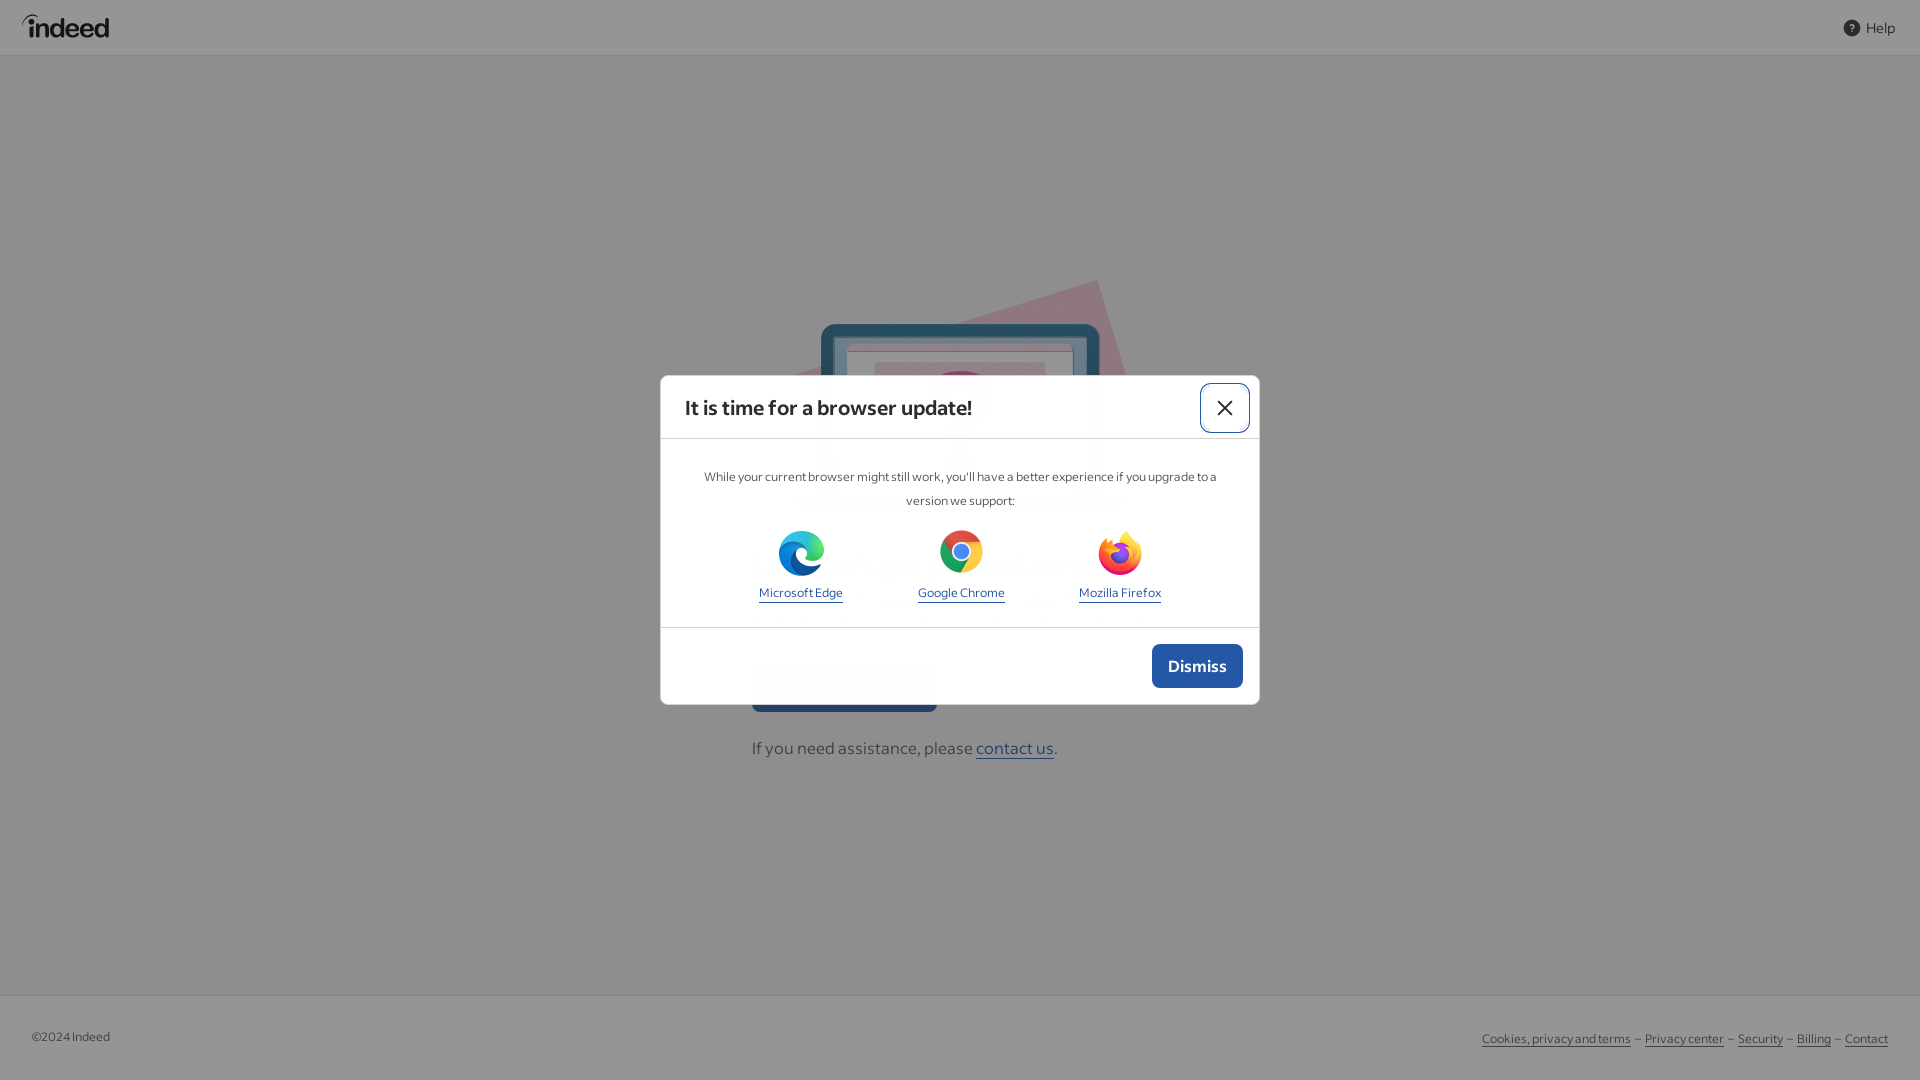 indeed
? Help
It is time for a browser update!
While your current browser might still work, you'll have a better experience if you upgrade to a
version we support:
Microsoft Edge
Google Chrome
Mozilla Firefox
Dismiss
If you need assistance, please contact us.
©2024 Indeed
Cookies, privacy and terms – Privacy center – Security – Billing – Contact